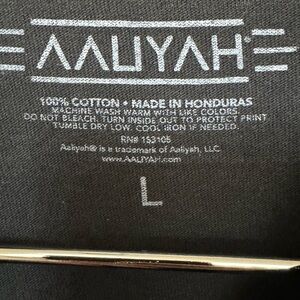 AALIYAH
100% COTTON • MADE IN HONDURAS
MACHINE WASH WARM WITH LIKE COLORS
DO NOT BLEACH. TURN INSIDE OUT TO PROTECT PRINT
TUMBLE DRY LOW. COOL IRON IF NEEDED.
RN# 153105
Aaliyah® is a trademark of Aaliyah, LLC.
www.AALIYAH.com
L